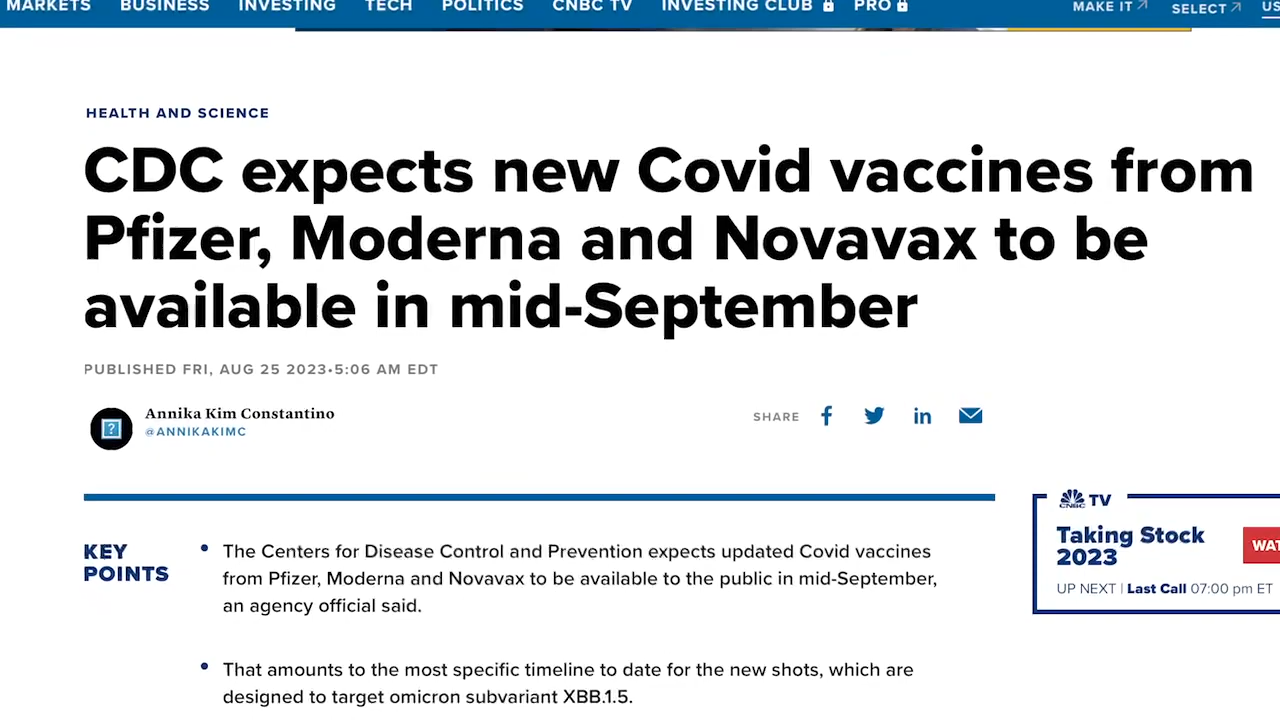 MARKETS BUSINESS INVESTING TECH POLITICS CNBC TV INVESTING CLUB PRO MAKE IT SELECT
HEALTH AND SCIENCE
CDC expects new Covid vaccines from
Pfizer, Moderna and Novavax to be
available in mid-September
PUBLISHED FRI, AUG 25 2023•5:06 AM EDT
Annika Kim Constantino
@ANNIKAKIMC
SHARE
KEY
POINTS
• The Centers for Disease Control and Prevention expects updated Covid vaccines
from Pfizer, Moderna and Novavax to be available to the public in mid-September,
an agency official said.
• That amounts to the most specific timeline to date for the new shots, which are
designed to target omicron subvariant XBB.1.5.
CNBC TV
Taking Stock
2023
UP NEXT | Last Call 07:00 pm ET